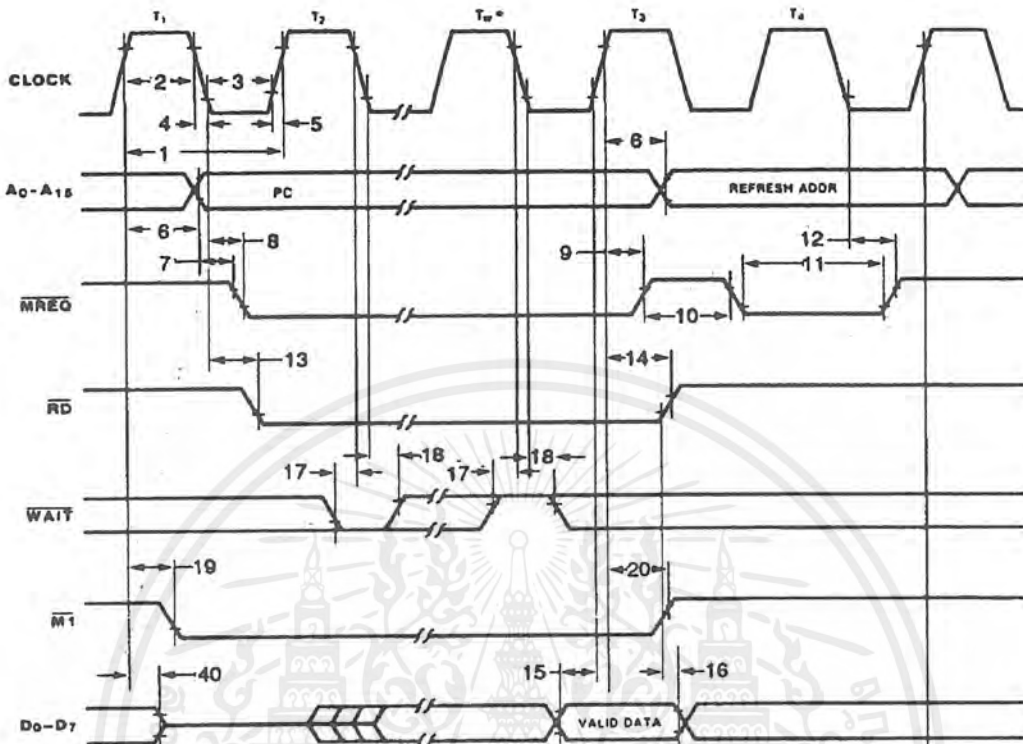 T1 T2 Tw* T3 T4
CLOCK
2 3
4 5
1
6
A0-A15
PC
REFRESH ADDR
6
8
7
9
12
11
MREQ
10
13
14
RD
17 18 17 18
WAIT
19
20
M1
40
15 16
D0-D7
VALID DATA